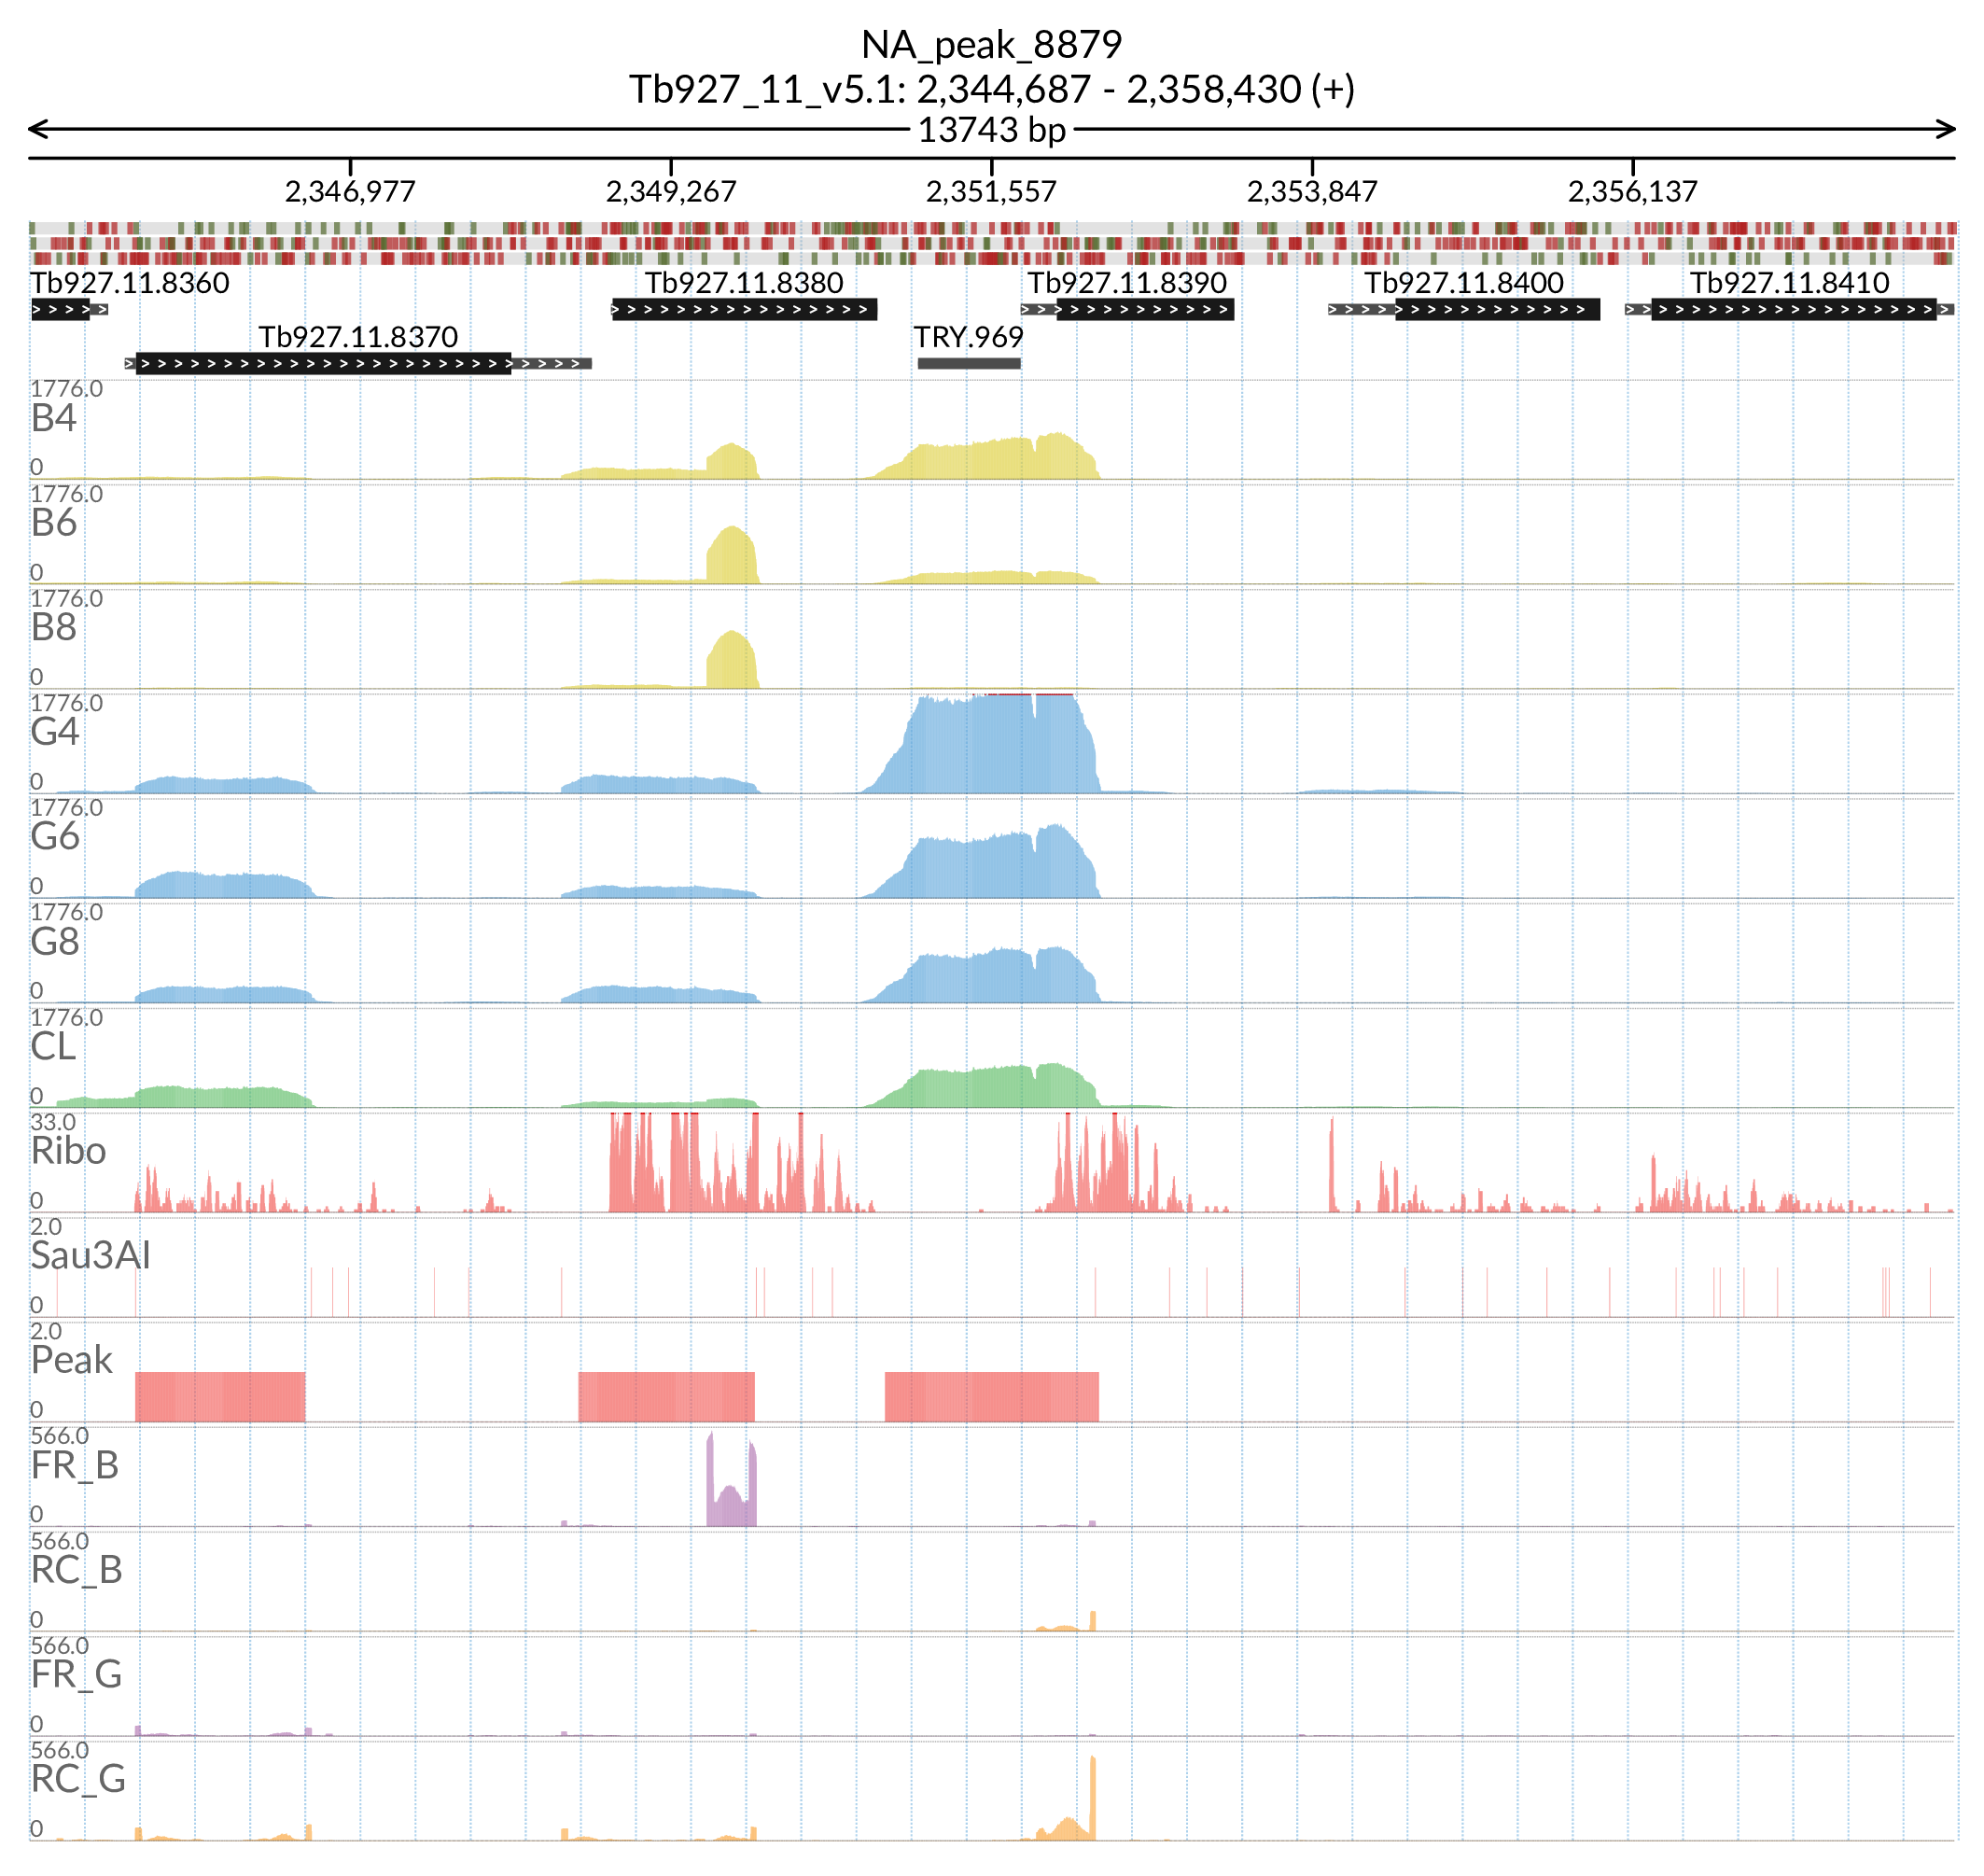 NA_peak_8879
Tb927_11_v5.1: 2,344,687 - 2,358,430 (+)
13743 bp
2,346,977 2,349,267 2,351,557 2,353,847 2,356,137
Tb927.11.8360 Tb927.11.8380 Tb927.11.8390 Tb927.11.8400 Tb927.11.8410
Tb927.11.8370 TRY.969
1776.0
B4
0
1776.0
B6
0
1776.0
B8
0
1776.0
G4
0
1776.0
G6
0
1776.0
G8
0
1776.0
CL
0
33.0
Ribo
0
2.0
Sau3AI
0
2.0
Peak
0
566.0
FR_B
0
566.0
RC_B
0
566.0
FR_G
0
566.0
RC_G
0